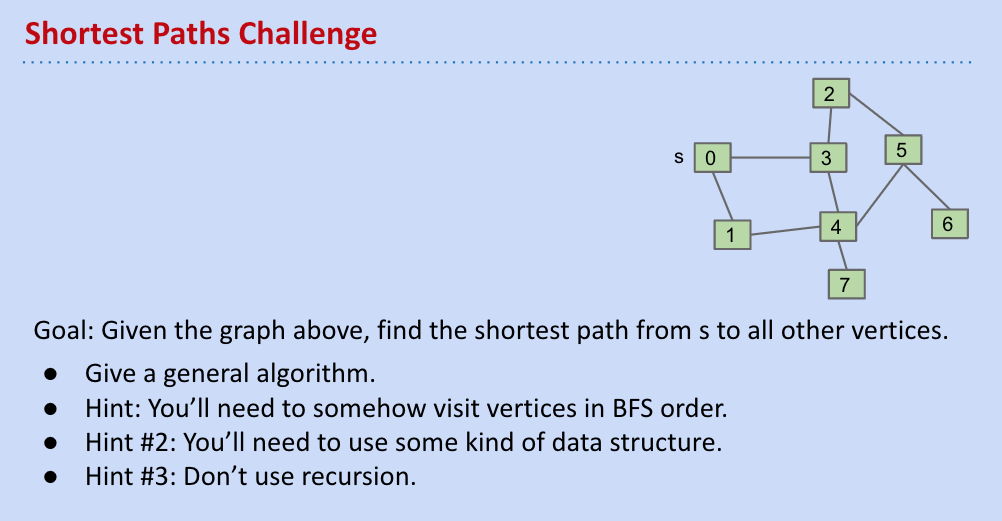 Shortest Paths Challenge
2
s 0 3 5
1 4 6
7
Goal: Given the graph above, find the shortest path from s to all other vertices.
● Give a general algorithm.
● Hint: You’ll need to somehow visit vertices in BFS order.
● Hint #2: You’ll need to use some kind of data structure.
● Hint #3: Don’t use recursion.